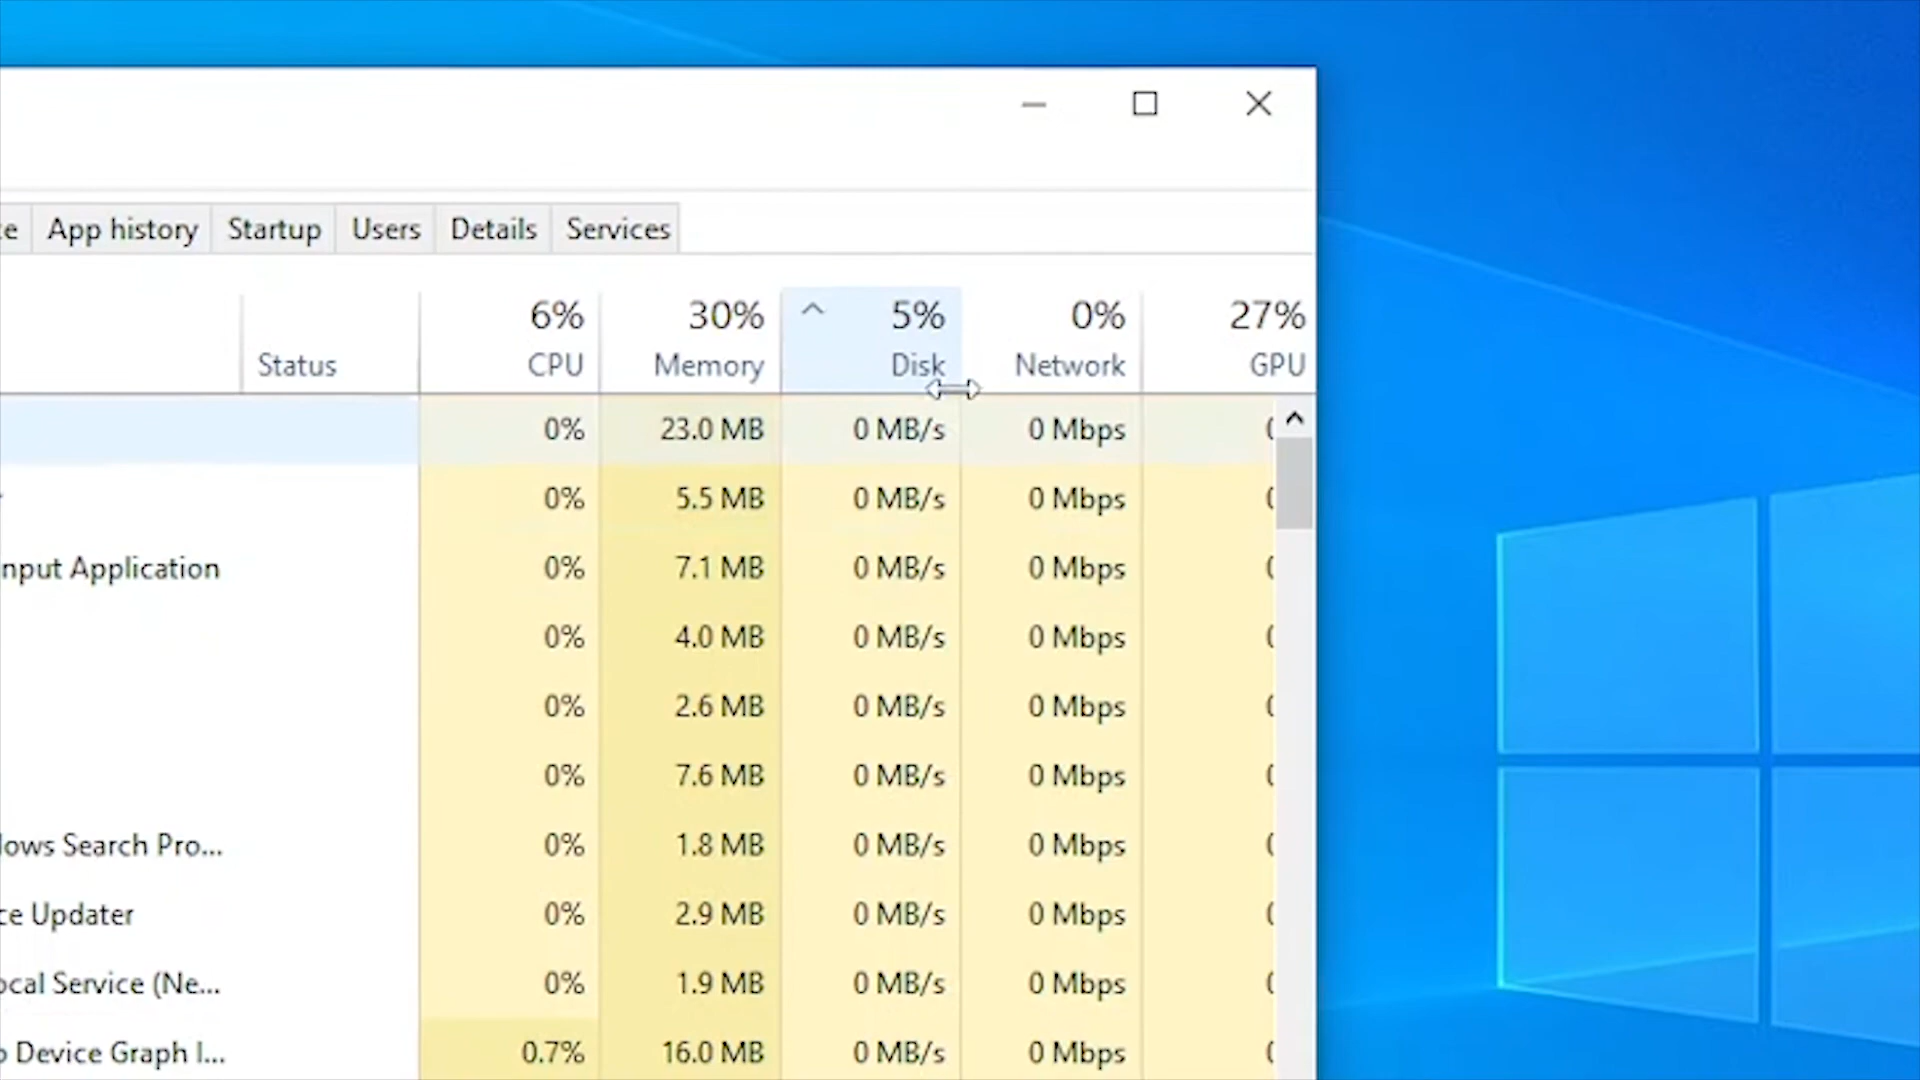 App history Startup Users Details Services
6% 30% 5% 0% 27%
Status CPU Memory Disk Network GPU
0% 23.0 MB 0 MB/s 0 Mbps
0% 5.5 MB 0 MB/s 0 Mbps
nput Application 0% 7.1 MB 0 MB/s 0 Mbps
0% 4.0 MB 0 MB/s 0 Mbps
0% 2.6 MB 0 MB/s 0 Mbps
0% 7.6 MB 0 MB/s 0 Mbps
lows Search Pro... 0% 1.8 MB 0 MB/s 0 Mbps
ce Updater 0% 2.9 MB 0 MB/s 0 Mbps
ocal Service (Ne... 0% 1.9 MB 0 MB/s 0 Mbps
Device Graph I... 0.7% 16.0 MB 0 MB/s 0 Mbps